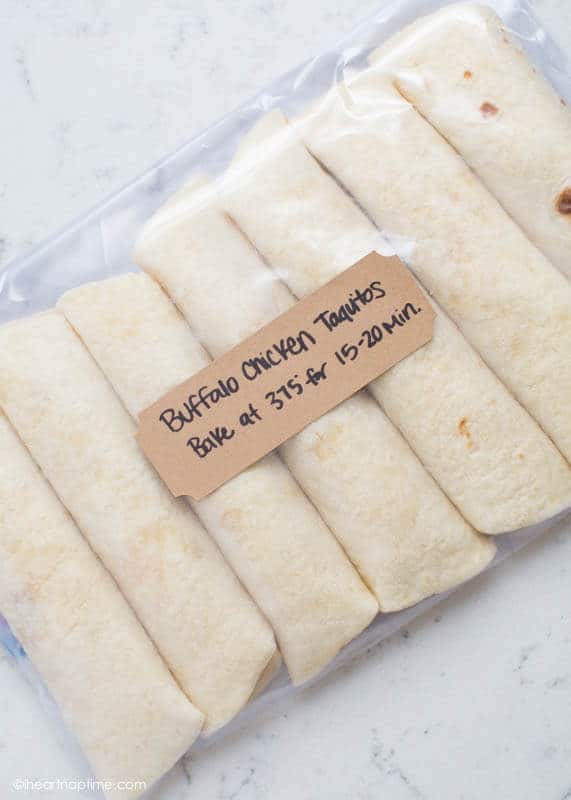 Buffalo Chicken Taquitos
Bake at 375° for 15-20 Min.
©iheartnaptime.com